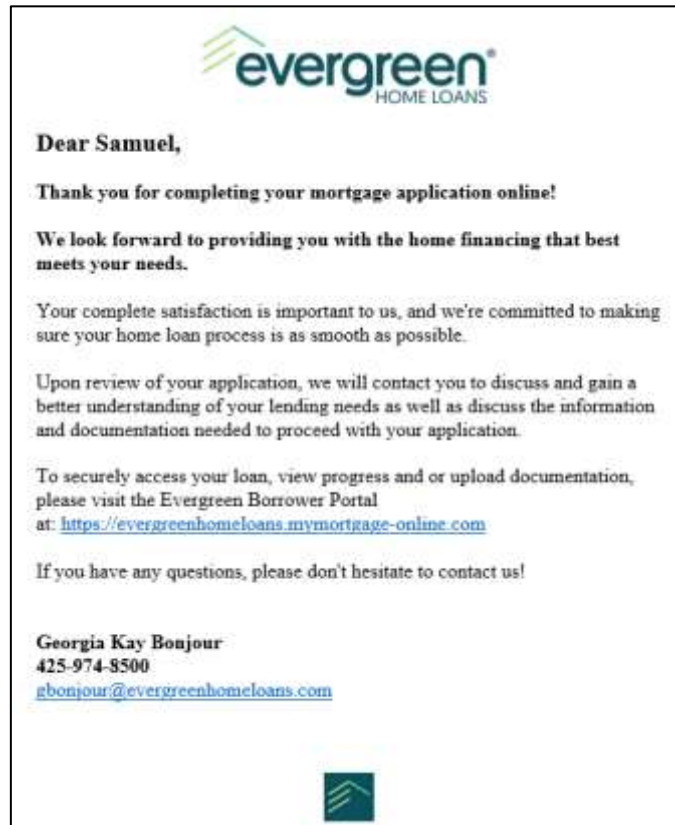 evergreen®
HOME LOANS
Dear Samuel,
Thank you for completing your mortgage application online!
We look forward to providing you with the home financing that best
meets your needs.
Your complete satisfaction is important to us, and we're committed to making
sure your home loan process is as smooth as possible.
Upon review of your application, we will contact you to discuss and gain a
better understanding of your lending needs as well as discuss the information
and documentation needed to proceed with your application.
To securely access your loan, view progress and or upload documentation,
please visit the Evergreen Borrower Portal
at: https://evergreenhomeloans.mymortgage-online.com
If you have any questions, please don't hesitate to contact us!
Georgia Kay Bonjour
425-974-8500
gbonjour@evergreenhomeloans.com